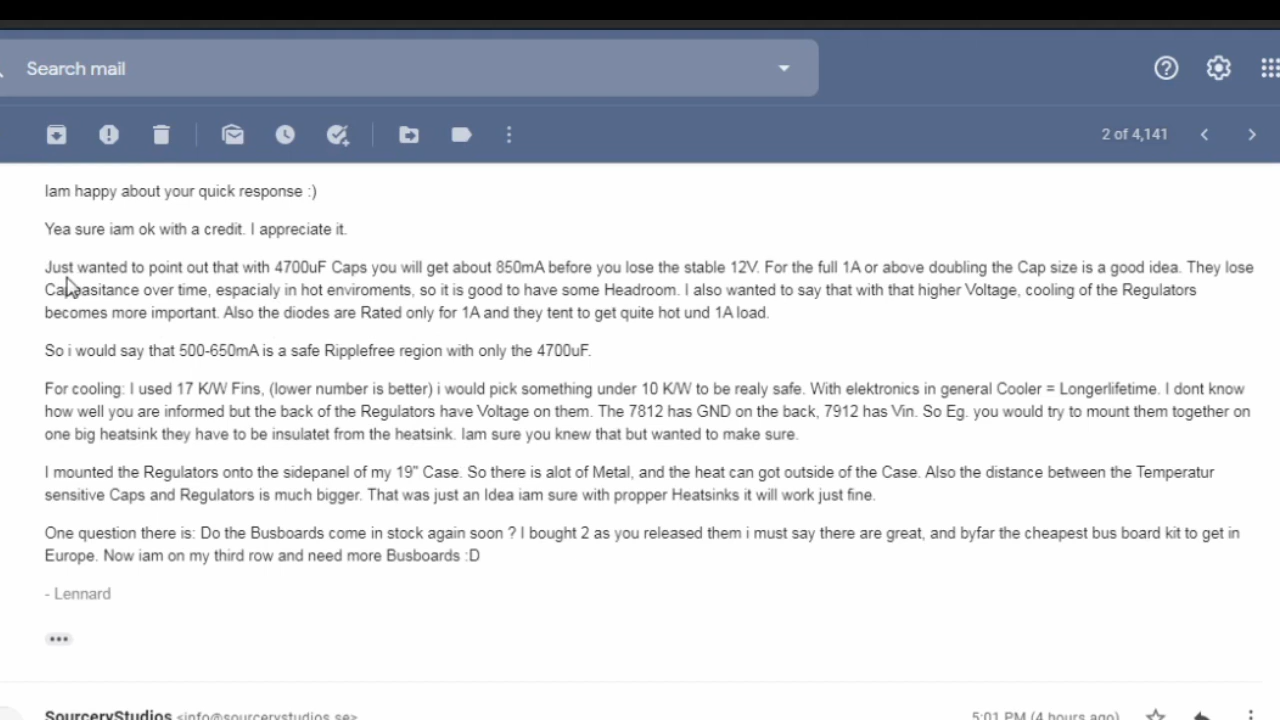 Search mail
2 of 4,141
Iam happy about your quick response :)
Yea sure iam ok with a credit. I appreciate it.
Just wanted to point out that with 4700uF Caps you will get about 850mA before you lose the stable 12V. For the full 1A or above doubling the Cap size is a good idea. They lose
Capasitance over time, espacialy in hot enviroments, so it is good to have some Headroom. I also wanted to say that with that higher Voltage, cooling of the Regulators
becomes more important. Also the diodes are Rated only for 1A and they tent to get quite hot und 1A load.
So i would say that 500-650mA is a safe Ripplefree region with only the 4700uF.
For cooling: I used 17 K/W Fins, (lower number is better) i would pick something under 10 K/W to be realy safe. With elektronics in general Cooler = Longerlifetime. I dont know
how well you are informed but the back of the Regulators have Voltage on them. The 7812 has GND on the back, 7912 has Vin. So Eg. you would try to mount them together on
one big heatsink they have to be insulatet from the heatsink. Iam sure you knew that but wanted to make sure.
I mounted the Regulators onto the sidepanel of my 19" Case. So there is alot of Metal, and the heat can got outside of the Case. Also the distance between the Temperatur
sensitive Caps and Regulators is much bigger. That was just an Idea iam sure with propper Heatsinks it will work just fine.
One question there is: Do the Busboards come in stock again soon ? I bought 2 as you released them i must say there are great, and byfar the cheapest bus board kit to get in
Europe. Now iam on my third row and need more Busboards :D
- Lennard
SourceryStudios <info@sourcerystudios.se> 5:01 PM (4 hours ago)